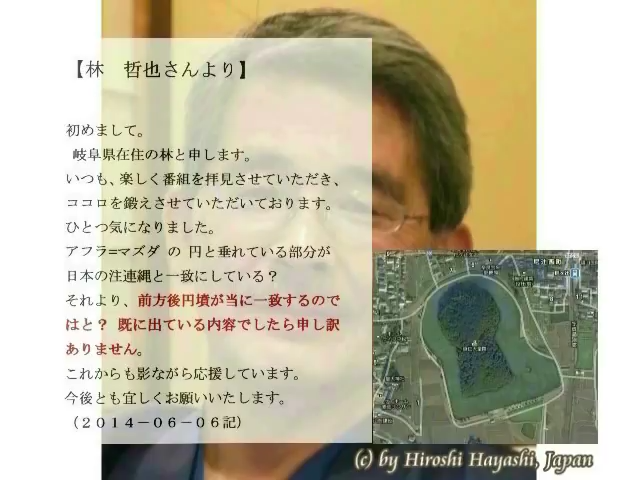 【林　哲也さんより】
初めまして。
岐阜県在住の林と申します。
いつも、楽しく番組を拝見させていただき、
ココロを鍛えさせていただいております。
ひとつ気になりました。
アフラ=マズダ の 円と垂れている部分が
日本の注連縄と一致にしている？
それより、前方後円墳が当に一致するので
はと？ 既に出ている内容でしたら申し訳
ありません。
これからも影ながら応援しています。
今後とも宜しくお願いいたします。
（２０１４－０６－０６記）
(c) by Hiroshi Hayashi, Japan